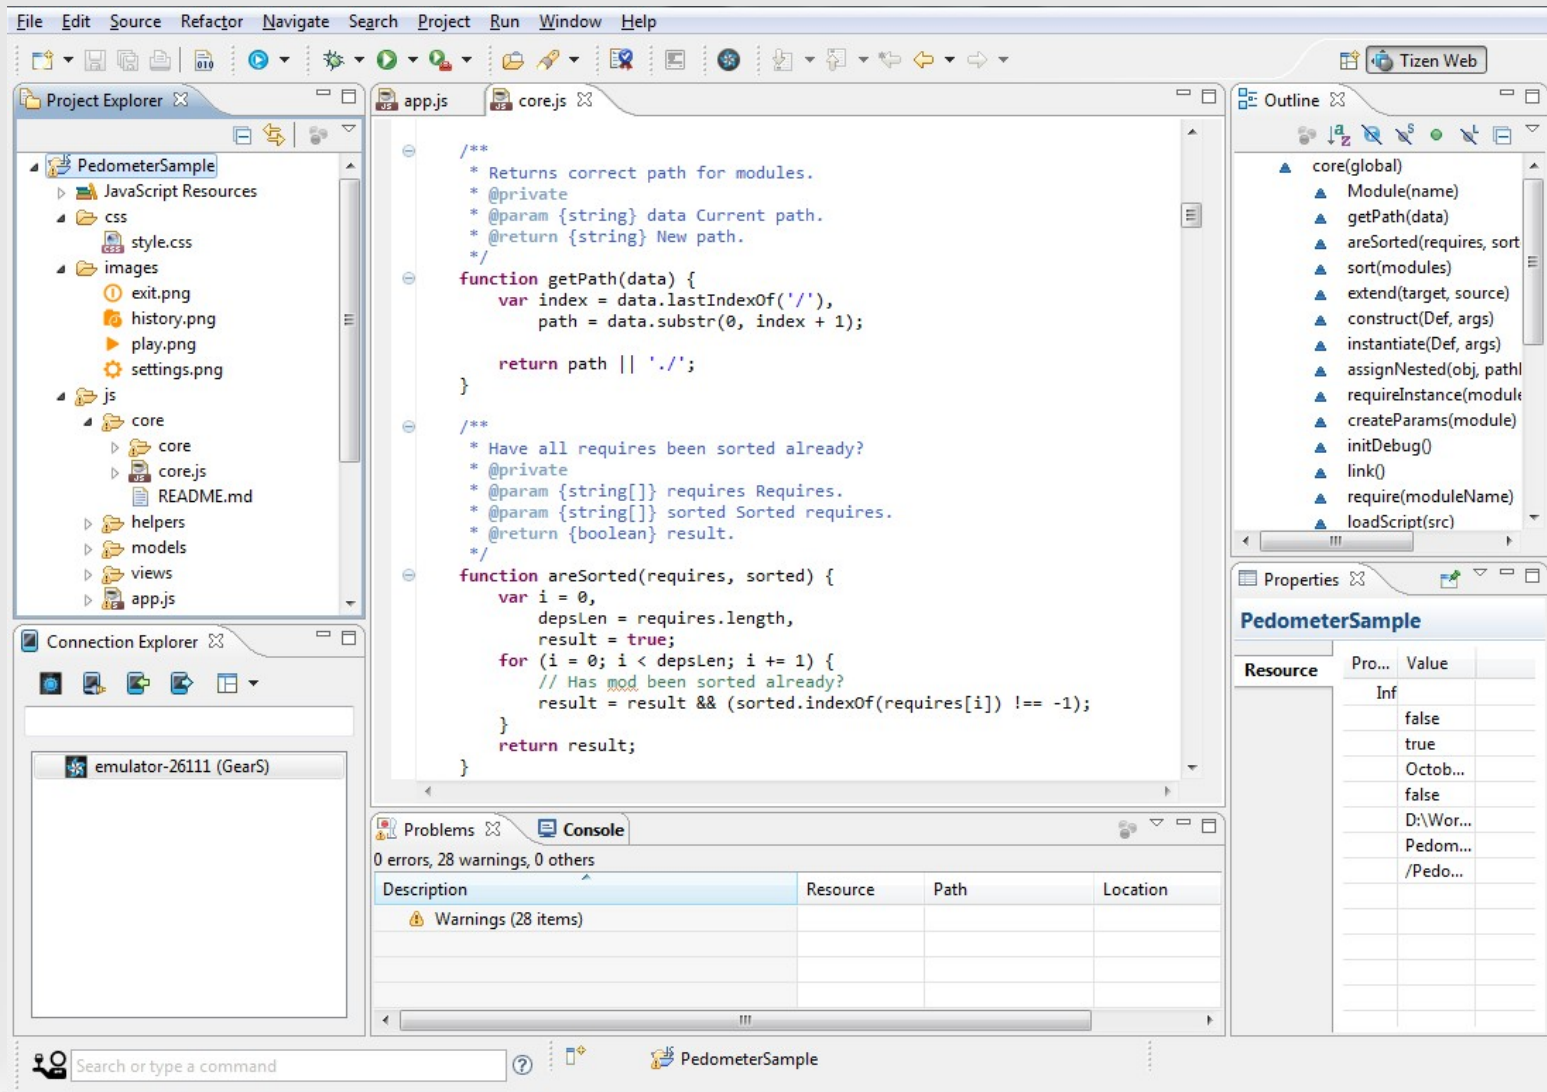 File Edit Source Refactor Navigate Search Project Run Window Help
Tizen Web
Project Explorer
PedometerSample
JavaScript Resources
css
style.css
images
exit.png
history.png
play.png
settings.png
js
core
core
core.js
README.md
helpers
models
views
app.js
Connection Explorer
emulator-26111 (GearS)
app.js core.js
/**
* Returns correct path for modules.
* @private
* @param {string} data Current path.
* @return {string} New path.
*/
function getPath(data) {
var index = data.lastIndexOf('/'),
path = data.substr(0, index + 1);
return path || './';
}
/**
* Have all requires been sorted already?
* @private
* @param {string[]} requires Requires.
* @param {string[]} sorted Sorted requires.
* @return {boolean} result.
*/
function areSorted(requires, sorted) {
var i = 0,
depsLen = requires.length,
result = true;
for (i = 0; i < depsLen; i += 1) {
// Has mod been sorted already?
result = result && (sorted.indexOf(requires[i]) !== -1);
}
return result;
}
Problems Console
0 errors, 28 warnings, 0 others
Description Resource Path Location
Warnings (28 items)
Outline
core(global)
Module(name)
getPath(data)
areSorted(requires, sort
sort(modules)
extend(target, source)
construct(Def, args)
instantiate(Def, args)
assignNested(obj, pathl
requireInstance(module
createParams(module)
initDebug()
link()
require(moduleName)
loadScript(src)
Properties
PedometerSample
Resource
Pro... Value
Inf
false
true
Octob...
false
D:\Wor...
Pedom...
/Pedo...
Search or type a command
PedometerSample